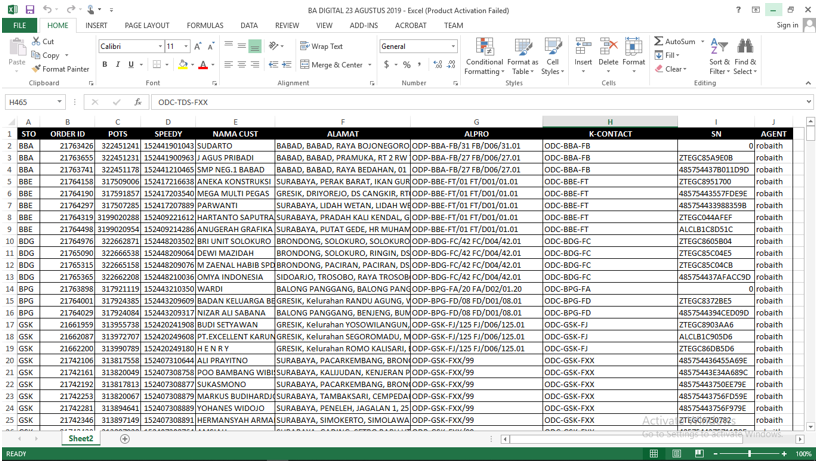 BA DIGITAL 23 AGUSTUS 2019 - Excel (Product Activation Failed)
FILE HOME INSERT PAGE LAYOUT FORMULAS DATA REVIEW VIEW ADD-INS ACROBAT TEAM Sign in
Paste Cut Copy Format Painter Clipboard
Calibri 11 B I U Font
Wrap Text Merge & Center Alignment
General $ % , Number
Conditional Formatting Format as Table Cell Styles Styles
Insert Delete Format Cells
AutoSum Fill Clear Sort & Filter Find & Select Editing
H465 ODC-TDS-FXX
A B C D E F G H I J
1 STO ORDER ID POTS SPEEDY NAMA CUST ALAMAT ALPRO K-CONTACT SN AGENT
2 BBA 21763426 322451241 152441901043 SUDARTO BABAD, BABAD, RAYA BOJONEGORO ODP-BBA-FB/31 FB/D06/31.01 ODC-BBA-FB 0 robaith
3 BBA 21763655 322451231 152441900963 J AGUS PRIBADI BABAD, BABAD, PRAMUKA, RT 2 RW ODP-BBA-FB/27 FB/D06/27.01 ODC-BBA-FB ZTEGC85A9E0B robaith
4 BBA 21763741 322451178 152441210465 SMP NEG.1 BABAD BABAD, BABAD, RAYA BEDAHAN, 01 ODP-BBA-FB/27 FB/D06/27.01 ODC-BBA-FB 485754437B011D9D robaith
5 BBE 21764158 317509006 152417216638 ANEKA KONSTRUKSI SURABAYA, PERAK BARAT, IKAN GUR ODP-BBE-FT/01 FT/D01/01.01 ODC-BBE-FT ZTEGC8951700 robaith
6 BBE 21764190 317591857 152417203540 MEGA MULTI PEGAS GRESIK, DRIYOREJO, DS CANGKIR, RT ODP-BBE-FT/01 FT/D01/01.01 ODC-BBE-FT 48575443557FDE9E robaith
7 BBE 21764297 317507285 152417207889 PARWANTI SURABAYA, LIDAH WETAN, LIDAH WE ODP-BBE-FT/01 FT/D01/01.01 ODC-BBE-FT 485754433988359B robaith
8 BBE 21764319 3199020288 152409221612 HARTANTO SAPUTRA SURABAYA, PRADAH KALI KENDAL, G ODP-BBE-FT/01 FT/D01/01.01 ODC-BBE-FT ZTEGC044AFEF robaith
9 BBE 21764498 3199020954 152409214286 ANUGERAH GRAFIKA SURABAYA, PUTAT GEDE, HR MUHAM ODP-BBE-FT/01 FT/D01/01.01 ODC-BBE-FT ALCLB1C8D51C robaith
10 BDG 21764976 322662871 152448203502 BRI UNIT SOLOKURO BRONDONG, SOLOKURO, SOLOKURO ODP-BDG-FC/42 FC/D04/42.01 ODC-BDG-FC ZTEGC8605B04 robaith
11 BDG 21765090 322666538 152448209064 DEWI MAZIDAH BRONDONG, SOLOKURO, RINGIN, DS ODP-BDG-FC/42 FC/D04/42.01 ODC-BDG-FC ZTEGC85C04E5 robaith
12 BDG 21765315 322665158 152448209076 M ZAENAL HABIB SPD BRONDONG, PACIRAN, PACIRAN, DS ODP-BDG-FC/42 FC/D04/42.01 ODC-BDG-FC ZTEGC85C04CB robaith
13 BDG 21765365 322662208 152448210036 OMYA INDONESIA SIDOARJO, TROSOBO, RAYA TROSOB ODP-BDG-FC/42 FC/D04/42.01 ODC-BDG-FC 485754437AFACC9D robaith
14 BPG 21763898 317921119 152443210350 WARDI BALONG PANGGANG, BALONG PANG ODP-BPG-FA/20 FA/D02/01.20 ODC-BPG-FA 0 robaith
15 BPG 21764001 317924385 152443209609 BADAN KELUARGA BE GRESIK, Kelurahan RANDU AGUNG, V ODP-BPG-FD/08 FD/D01/08.01 ODC-BPG-FD ZTEGC8372BE5 robaith
16 BPG 21764029 317924084 152443209317 NIZAR ALI SABANA BALONG PANGGANG, BENJENG, BUM ODP-BPG-FD/08 FD/D01/08.01 ODC-BPG-FD 4857544394CED09D robaith
17 GSK 21661959 313955738 152420241908 BUDI SETYAWAN GRESIK, Kelurahan YOSOWILANGUN, ODP-GSK-FJ/125 FJ/D06/125.01 ODC-GSK-FJ ZTEGC8903AA6 robaith
18 GSK 21662087 313972707 152420249608 PT.EXCELLENT KARUN GRESIK, Kelurahan SEGOROMADU, M ODP-GSK-FJ/125 FJ/D06/125.01 ODC-GSK-FJ ALCLB1C905D6 robaith
19 GSK 21662200 313990789 152420249180 H E N R Y GRESIK, Kelurahan ROMO KALISARI, ODP-GSK-FJ/125 FJ/D06/125.01 ODC-GSK-FJ ZTEGC86DB5D6 robaith
20 GSK 21742106 313817558 152407310644 ALI PRAYITNO SURABAYA, PACARKEMBANG, BRON ODP-GSK-FXX/99 ODC-GSK-FXX 485754436455A69E robaith
21 GSK 21742161 313820049 152407308758 POO BAMBANG WIBI SURABAYA, KALIJUDAN, KENJERAN P ODP-GSK-FXX/99 ODC-GSK-FXX 48575443E34A689C robaith
22 GSK 21742192 313817813 152407308877 SUKASMONO SURABAYA, PACARKEMBANG, BRON ODP-GSK-FXX/99 ODC-GSK-FXX 48575443750EE79E robaith
23 GSK 21742253 313820067 152407308879 MARKUS BUDIHARDJ SURABAYA, TAMBAKSARI, CEMPEDA ODP-GSK-FXX/99 ODC-GSK-FXX 48575443756FD59E robaith
24 GSK 21742281 313894641 152407308889 YOHANES WIDOJO SURABAYA, PENELEH, JAGALAN 1, 25 ODP-GSK-FXX/99 ODC-GSK-FXX 48575443756F979E robaith
25 GSK 21742346 313897149 152407308891 HERMANSYAH ARMA SURABAYA, SIMOKERTO, SIMOLAWA ODP-GSK-FXX/99 ODC-GSK-FXX ZTEGC6750782 robaith
Activate Windows
Go to Settings to activate Windows.
Sheet2
READY 100%